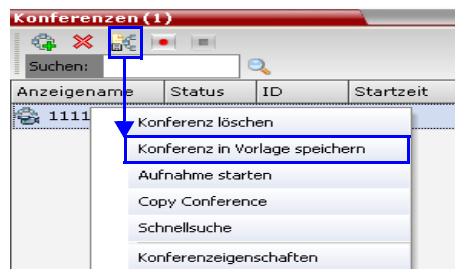 Konferenzen (1)
Suchen:
Anzeigename Status ID Startzeit
1111
Konferenz löschen
Konferenz in Vorlage speichern
Aufnahme starten
Copy Conference
Schnellsuche
Konferenzeigenschaften